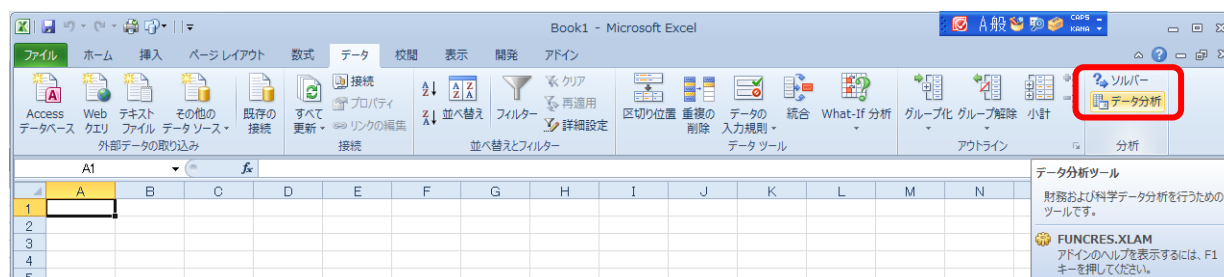 Book1 - Microsoft Excel
A 般
CAPS
KANA
ファイル ホーム 挿入 ページ レイアウト 数式 データ 校閲 表示 開発 アドイン
Access データベース
Web クエリ
テキスト ファイル
その他の データ ソース
外部データの取り込み
既存の 接続
すべて 更新
接続
プロパティ
リンクの編集
接続
並べ替え
フィルター
クリア
再適用
詳細設定
並べ替えとフィルター
区切り位置
重複の 削除
データの 入力規則
統合
What-If 分析
データ ツール
グループ化
グループ解除
小計
アウトライン
ソルバー
データ分析
分析
A1
fx
A B C D E F G H I J K L M N
1
2
3
4
5
データ分析ツール
財務および科学データ分析を行うための
ツールです。
FUNCRES.XLAM
アドインのヘルプを表示するには、F1
キーを押してください。